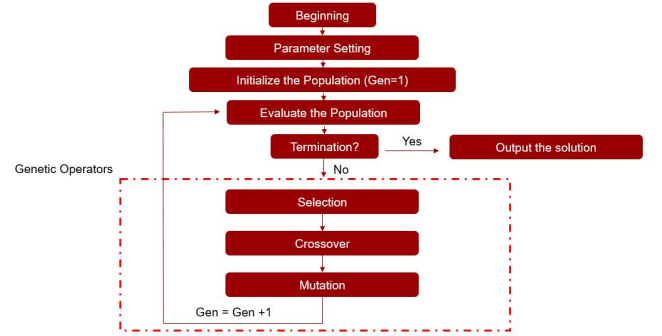 Beginning
Parameter Setting
Initialize the Population (Gen=1)
Evaluate the Population
Termination?
Yes
Output the solution
No
Genetic Operators
Selection
Crossover
Mutation
Gen = Gen +1